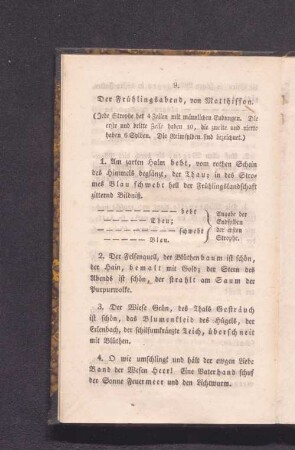 9.
Der Frühlingsabend, von Matthisson.
(Jede Strophe hat 4 Zeilen mit männlichen Endungen. Die
erste und dritte Zeile haben 10, die zweite und vierte
haben 6 Sylben. Die Reimsilben sind bezeichnet.)
1. Am zarten Halm bebt, vom rothen Schein
des Himmels beglänzt, der Thau; in des Stro-
mes Blau schwebt hell der Frühlingslandschaft
zitternd Bildniß.
— — — — — — — — — bebt
— — — — — Thau;
— — — — — — — — — schwebt
— — — — — Blau.
Angabe der
Endsylben
der ersten
Strophe.
2. Der Felsenquell, der Blüthenbaum ist schön,
der Hain, bemalt mit Gold; der Stern des
Abends ist schön, der strahlt am Saum der
Purpurwolke.
3. Der Wiese Grün, des Thals Gesträuch
ist schön, das Blumenkleid des Hügels, der
Erlenbach, der schilfumkränzte Teich, überschneit
mit Blüthen.
4. O wie umschlingt und hält der ewgen Liebe
Band der Wesen Heer! Eine Vaterhand schuf
der Sonne Feuermeer und den Lichtwurm.